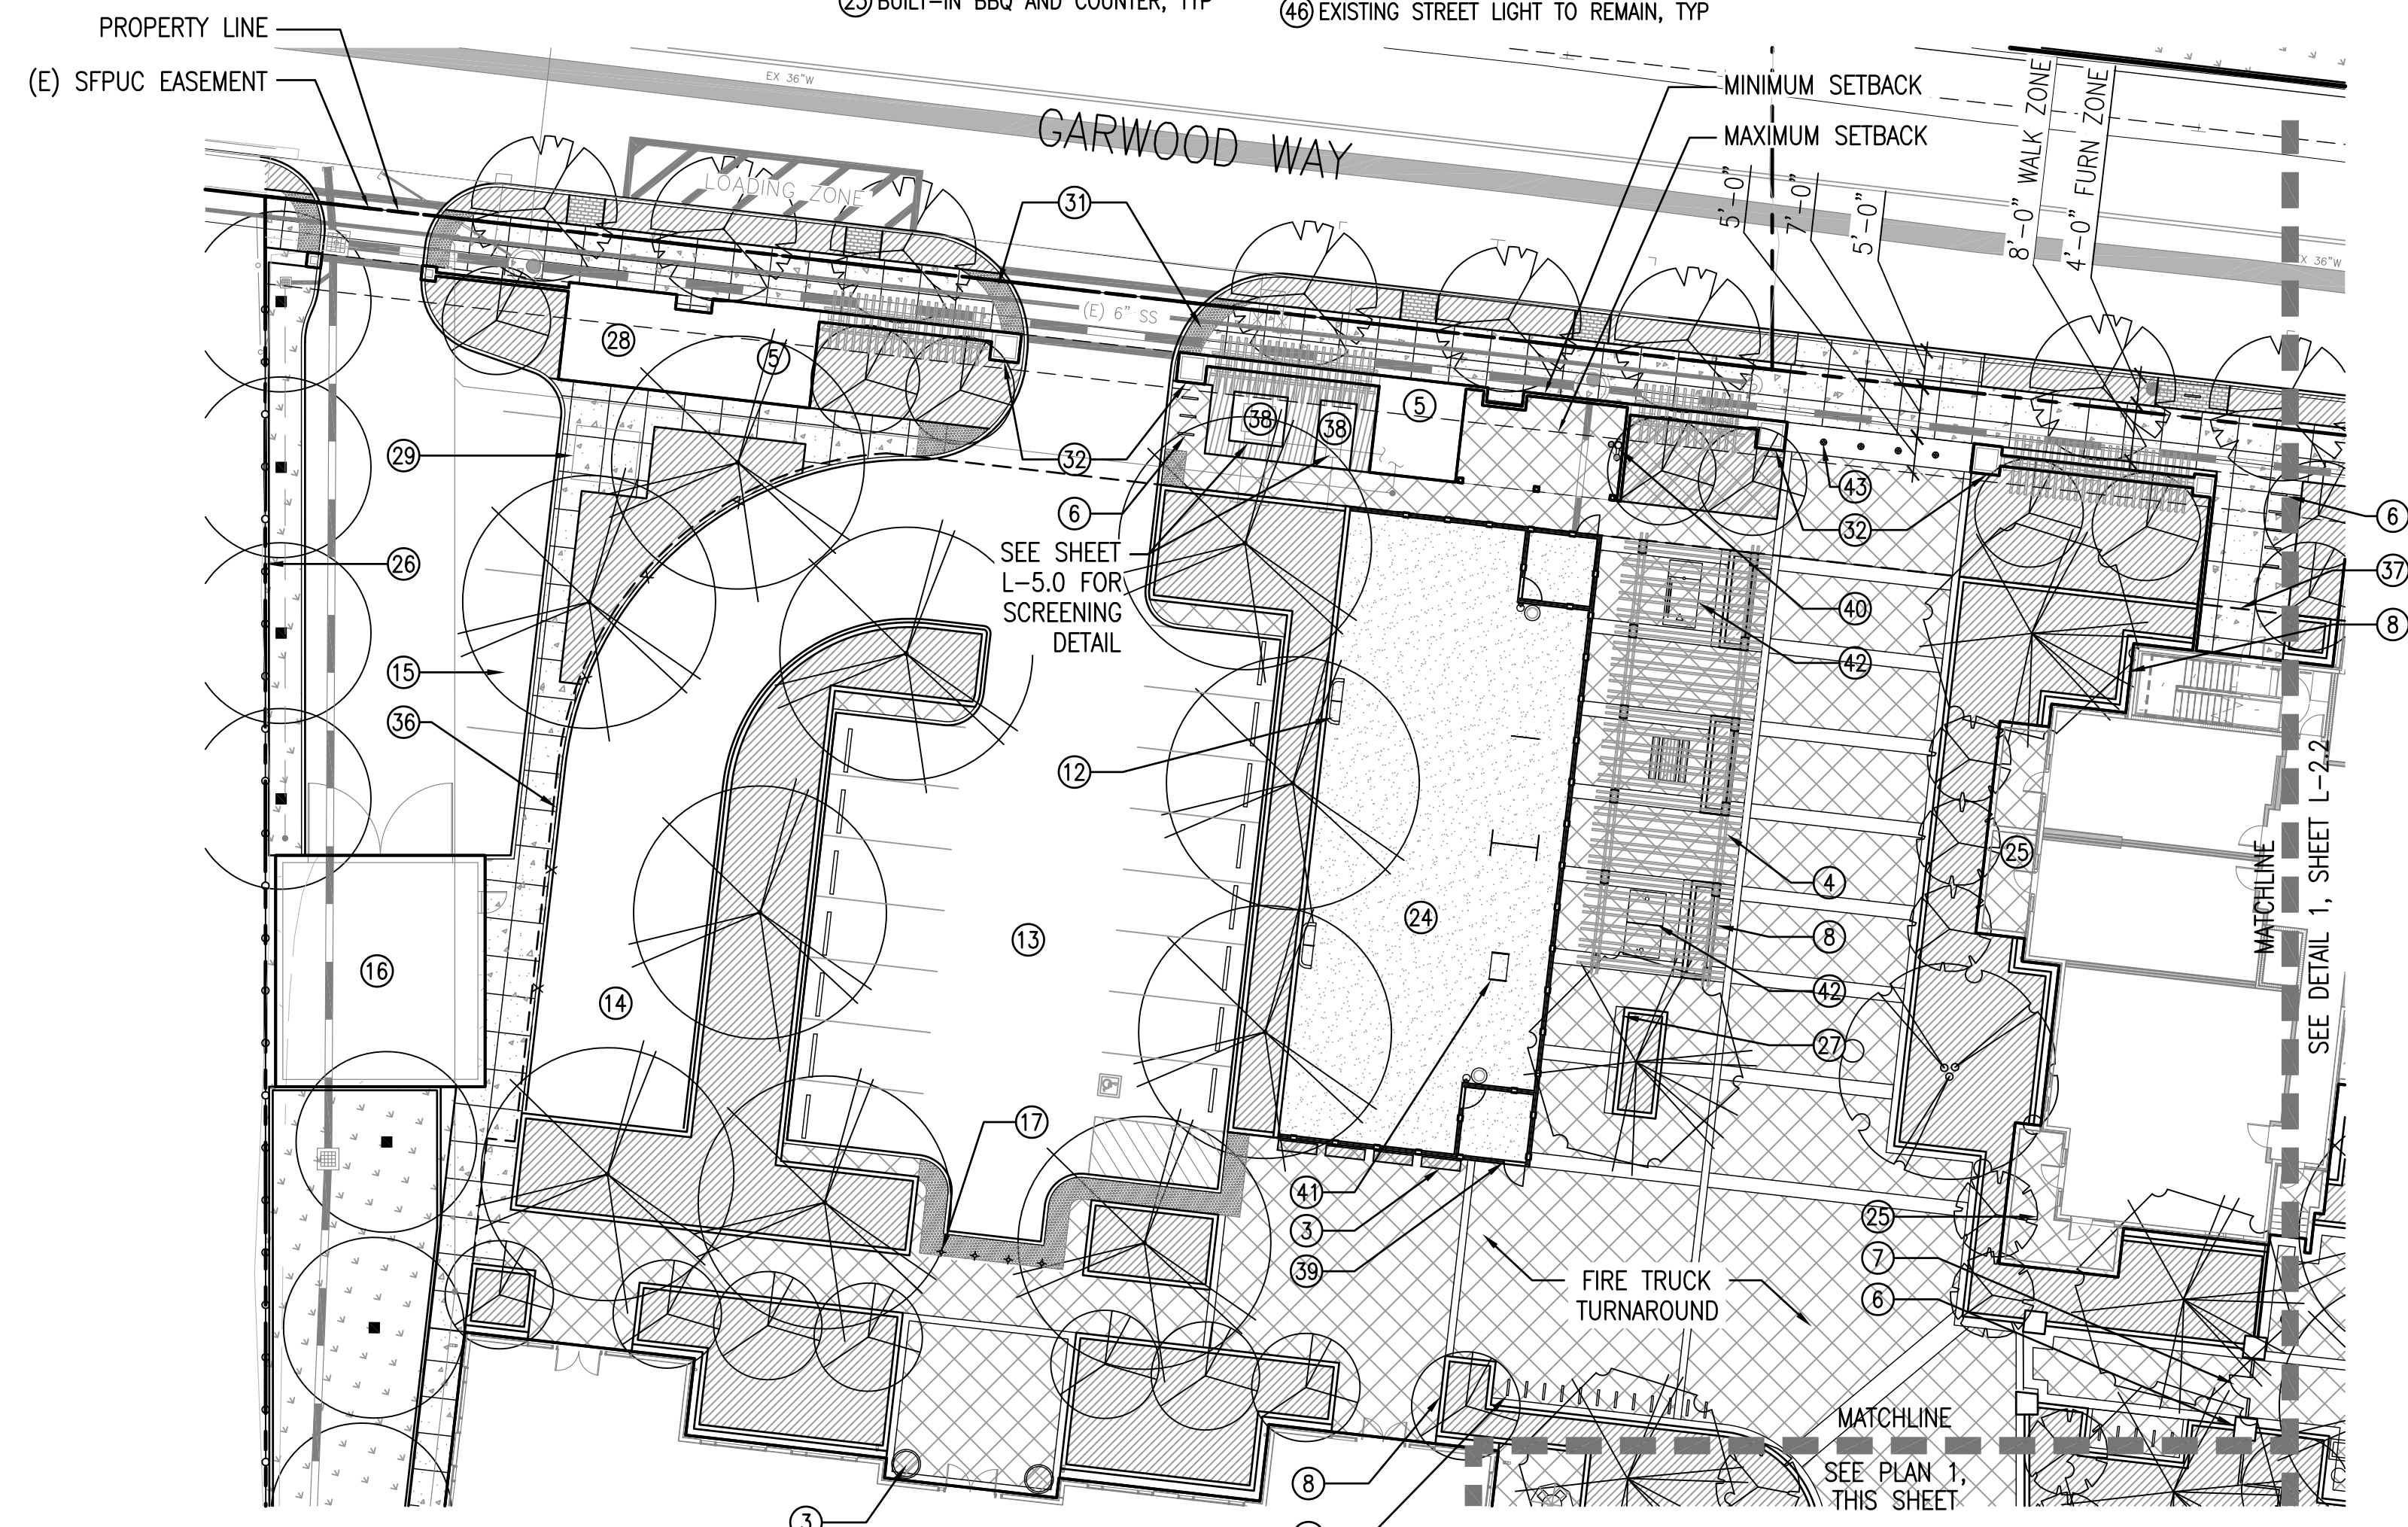 25 BUILT-IN BBQ AND COUNTER, TYP
46 EXISTING STREET LIGHT TO REMAIN, TYP
PROPERTY LINE
(E) SFPUC EASEMENT
EX 36"W
GARWOOD WAY
MINIMUM SETBACK
MAXIMUM SETBACK
5'-0"
7'-0"
5'-0"
8'-0" WALK ZONE
4'-0" FURN ZONE
EX 36"W
LOADING ZONE
31
(E) 6" SS
28
5
38
38
5
29
32
43
6
32
6
SEE SHEET
L-5.0 FOR
SCREENING
DETAIL
26
37
40
8
15
42
36
12
25
4
24
8
13
16
14
42
27
MATCHLINE
SEE DETAIL 1, SHEET L-2.2
17
41
3
39
25
7
6
FIRE TRUCK
TURNAROUND
MATCHLINE
SEE PLAN 1,
THIS SHEET
8
3